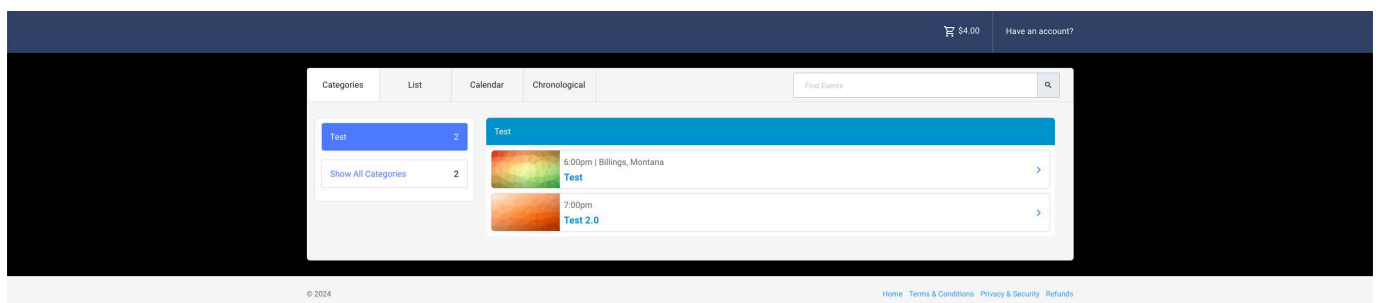 $4.00 Have an account?
Categories List Calendar Chronological Find Events
Test 2
Show All Categories 2
Test
6:00pm | Billings, Montana
Test
7:00pm
Test 2.0
© 2024 Home Terms & Conditions Privacy & Security Refunds